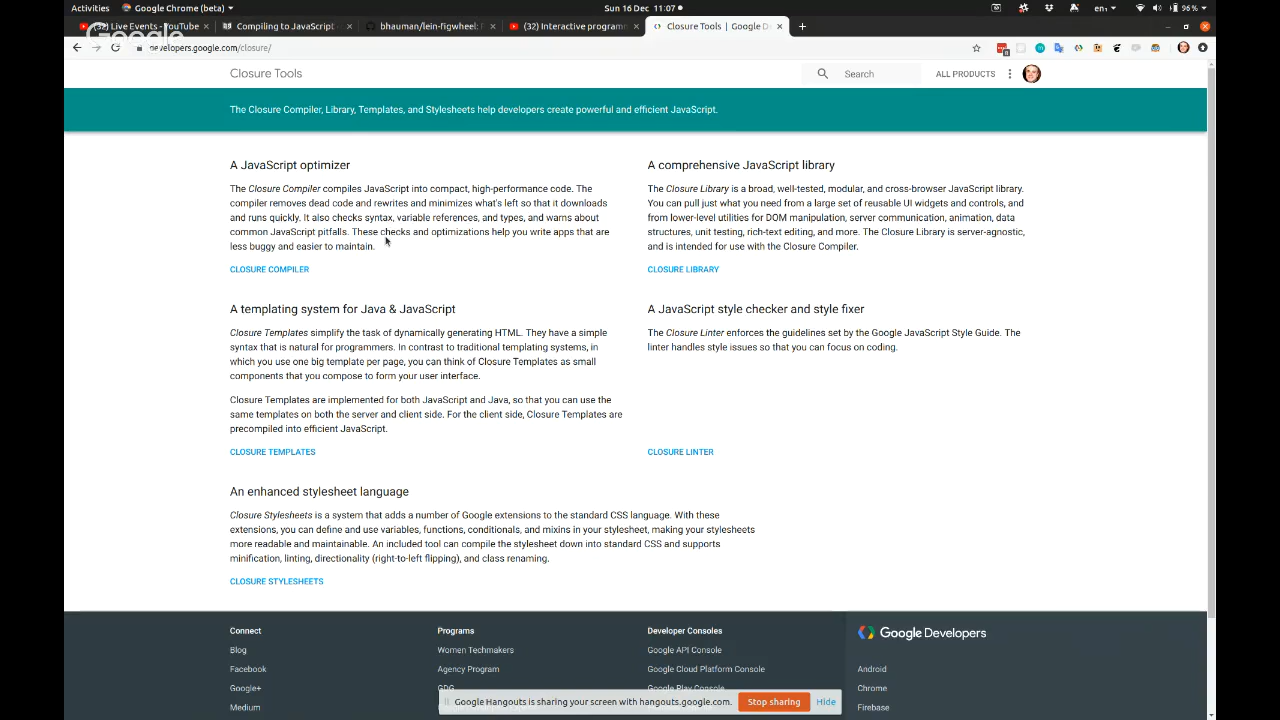 Activities
Google Chrome (beta)
Sun 16 Dec 11:07
en
96%
(32) Live Events - YouTube
Compiling to JavaScript
bhauman/lein-figwheel:
(32) Interactive programm
Closure Tools | Google D
Google
developers.google.com/closure/
Closure Tools
Search
ALL PRODUCTS
The Closure Compiler, Library, Templates, and Stylesheets help developers create powerful and efficient JavaScript.
A JavaScript optimizer
The Closure Compiler compiles JavaScript into compact, high-performance code. The
compiler removes dead code and rewrites and minimizes what's left so that it downloads
and runs quickly. It also checks syntax, variable references, and types, and warns about
common JavaScript pitfalls. These checks and optimizations help you write apps that are
less buggy and easier to maintain.
CLOSURE COMPILER
A comprehensive JavaScript library
The Closure Library is a broad, well-tested, modular, and cross-browser JavaScript library.
You can pull just what you need from a large set of reusable UI widgets and controls, and
from lower-level utilities for DOM manipulation, server communication, animation, data
structures, unit testing, rich-text editing, and more. The Closure Library is server-agnostic,
and is intended for use with the Closure Compiler.
CLOSURE LIBRARY
A templating system for Java & JavaScript
Closure Templates simplify the task of dynamically generating HTML. They have a simple
syntax that is natural for programmers. In contrast to traditional templating systems, in
which you use one big template per page, you can think of Closure Templates as small
components that you compose to form your user interface.
Closure Templates are implemented for both JavaScript and Java, so that you can use the
same templates on both the server and client side. For the client side, Closure Templates are
precompiled into efficient JavaScript.
CLOSURE TEMPLATES
A JavaScript style checker and style fixer
The Closure Linter enforces the guidelines set by the Google JavaScript Style Guide. The
linter handles style issues so that you can focus on coding.
CLOSURE LINTER
An enhanced stylesheet language
Closure Stylesheets is a system that adds a number of Google extensions to the standard CSS language. With these
extensions, you can define and use variables, functions, conditionals, and mixins in your stylesheet, making your stylesheets
more readable and maintainable. An included tool can compile the stylesheet down into standard CSS and supports
minification, linting, directionality (right-to-left flipping), and class renaming.
CLOSURE STYLESHEETS
Connect
Blog
Facebook
Google+
Medium
Programs
Women Techmakers
Agency Program
GDG
Developer Consoles
Google API Console
Google Cloud Platform Console
Google Play Console
Google Developers
Android
Chrome
Firebase
Google Hangouts is sharing your screen with hangouts.google.com.
Stop sharing
Hide